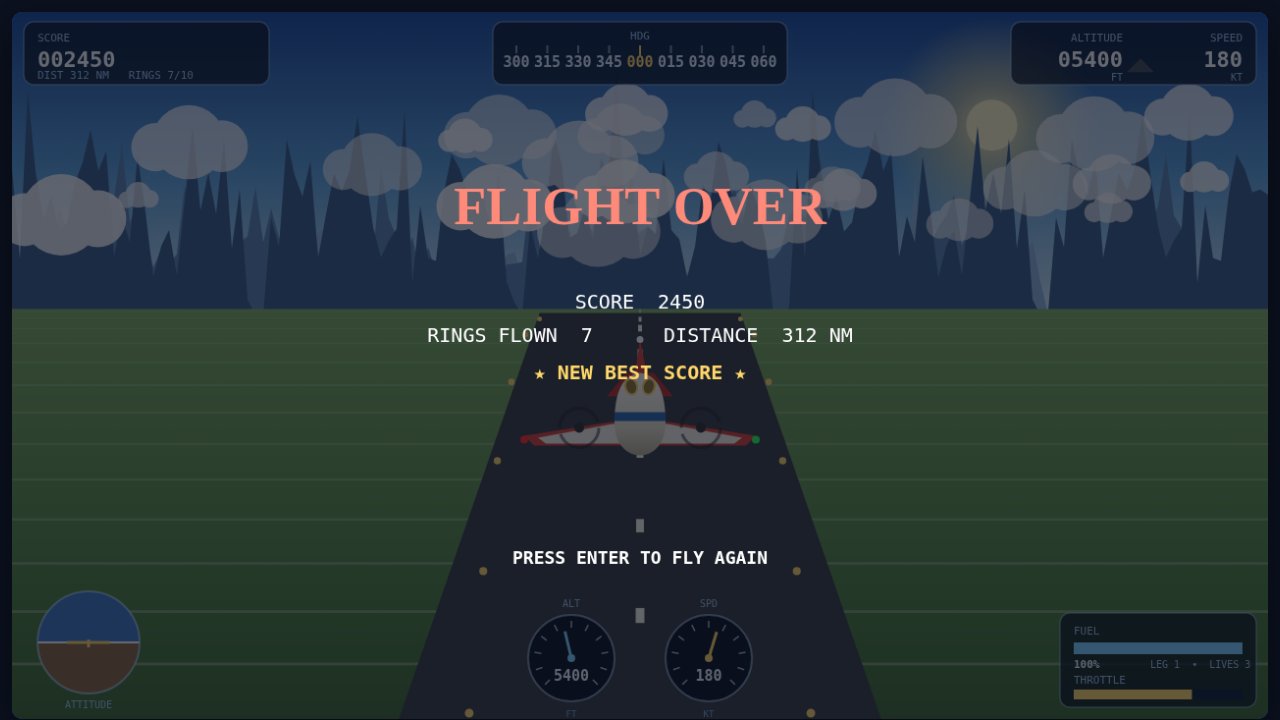 SCORE
002450
DIST 312 NM RINGS 7/10
HDG
300 315 330 345 000 015 030 045 060
ALTITUDE SPEED
05400 180
FT KT
FLIGHT OVER
SCORE 2450
RINGS FLOWN 7 DISTANCE 312 NM
★ NEW BEST SCORE ★
PRESS ENTER TO FLY AGAIN
ALT SPD
5400 180
FT KT
ATTITUDE
FUEL
100% LEG 1 • LIVES 3
THROTTLE